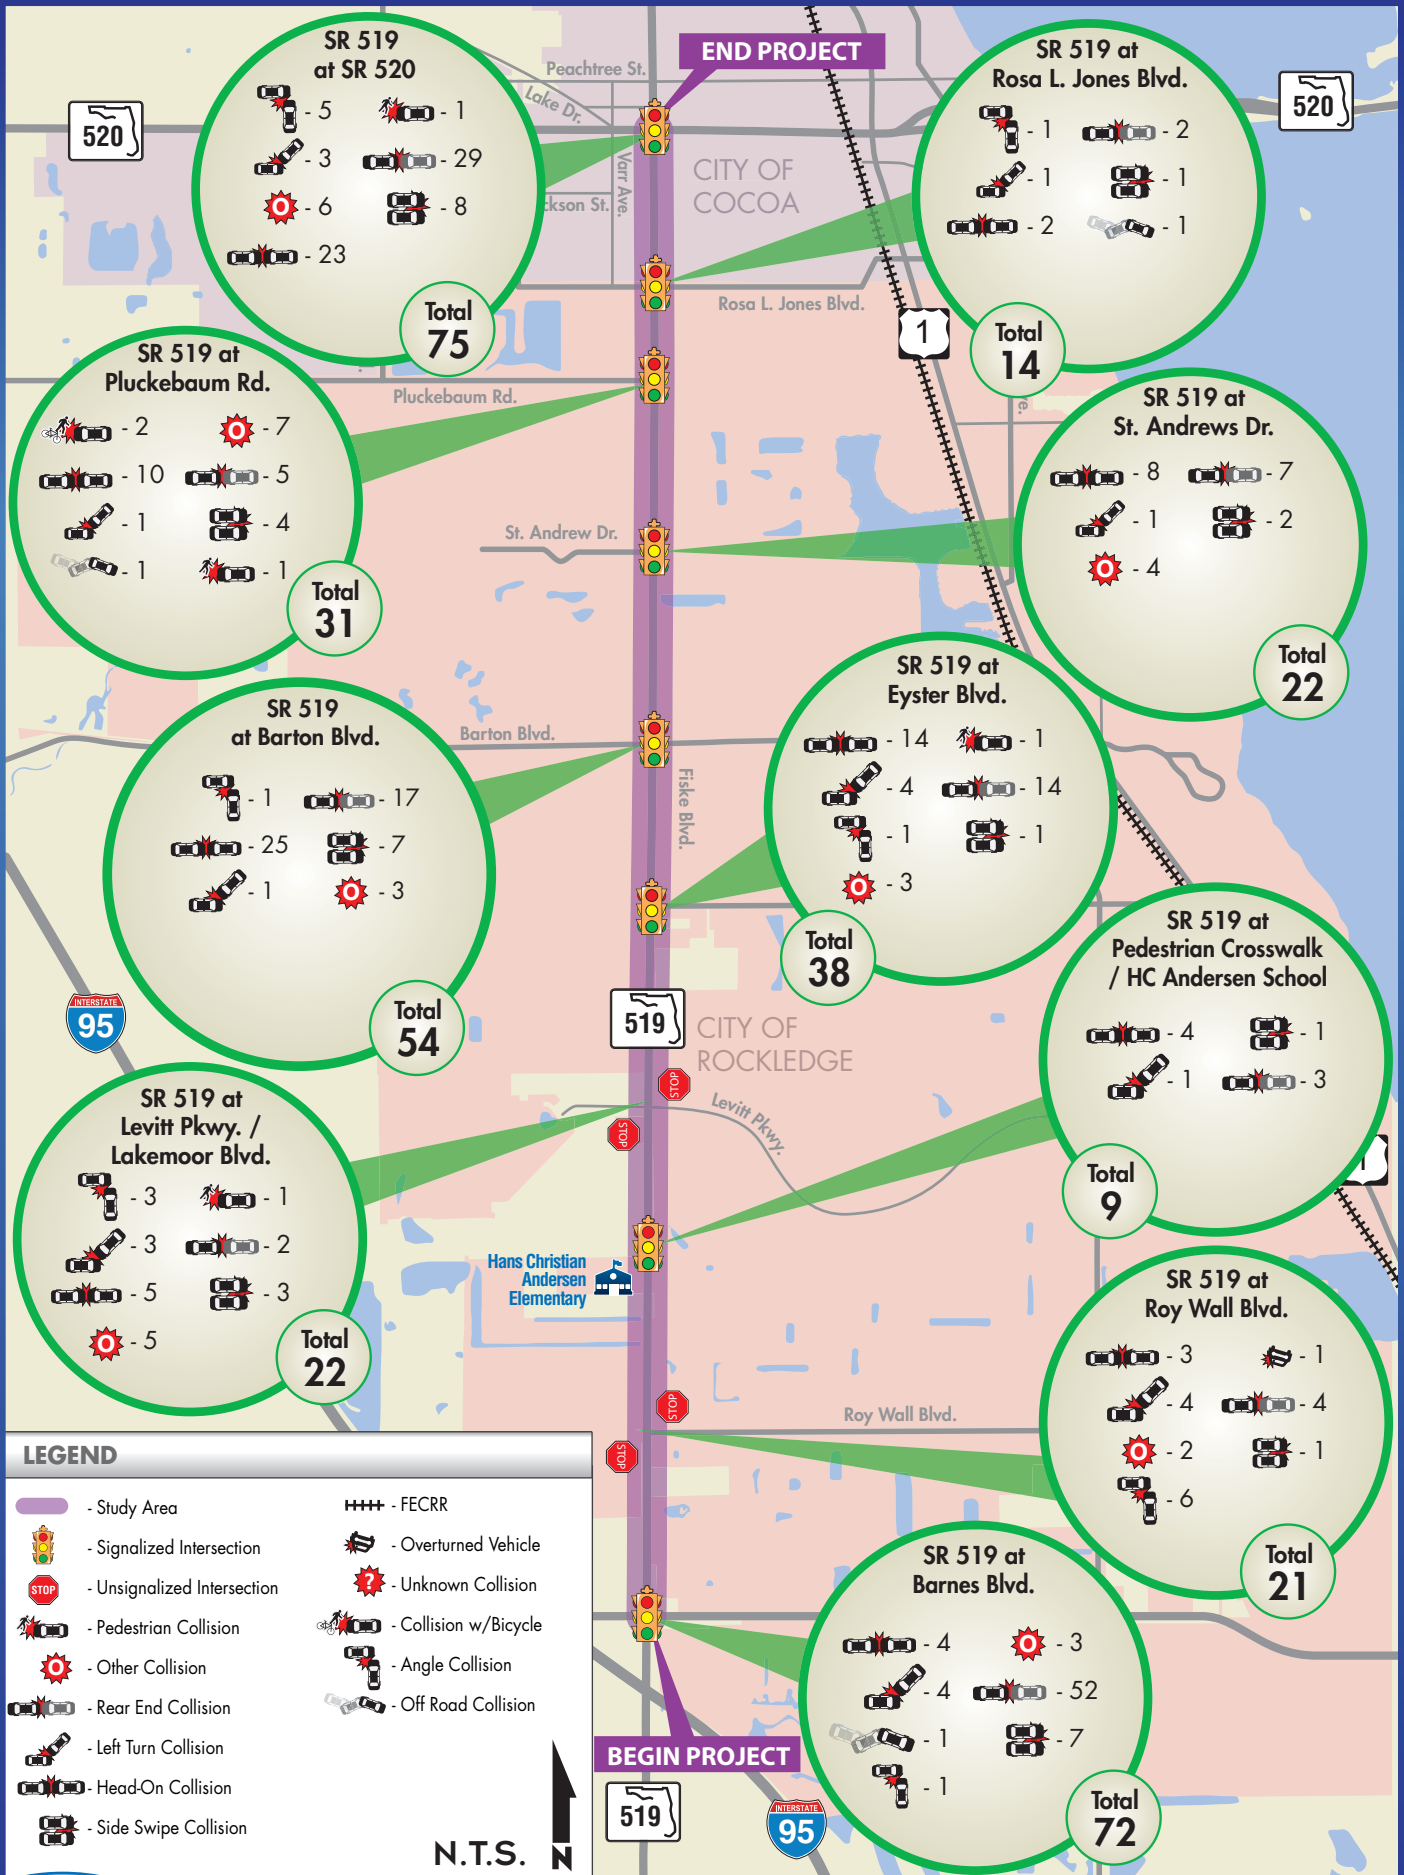 SR 519
at SR 520
- 5
- 1
- 3
- 29
- 6
- 8
- 23
Total
75
END PROJECT
SR 519 at
Rosa L. Jones Blvd.
- 1
- 2
- 1
- 1
- 2
- 1
Total
14
520
520
Peachtree St.
Lake Dr.
Varr Ave.
ckson St.
CITY OF
COCOA
Rosa L. Jones Blvd.
1
SR 519 at
Pluckebaum Rd.
- 2
- 7
- 10
- 5
- 1
- 4
- 1
- 1
Total
31
Pluckebaum Rd.
ve.
SR 519 at
St. Andrews Dr.
- 8
- 7
- 1
- 2
- 4
Total
22
St. Andrew Dr.
SR 519
at Barton Blvd.
- 1
- 17
- 25
- 7
- 1
- 3
Total
54
Barton Blvd.
Fiske Blvd.
SR 519 at
Eyster Blvd.
- 14
- 1
- 4
- 14
- 1
- 1
- 3
Total
38
INTERSTATE
95
519
CITY OF
ROCKLEDGE
SR 519 at
Pedestrian Crosswalk
/ HC Andersen School
- 4
- 1
- 1
- 3
Total
9
STOP
STOP
Levitt Pkwy.
SR 519 at
Levitt Pkwy. /
Lakemoor Blvd.
- 3
- 1
- 3
- 2
- 5
- 3
- 5
Total
22
1
Hans Christian
Andersen
Elementary
SR 519 at
Roy Wall Blvd.
- 3
- 1
- 4
- 4
- 2
- 1
- 6
Total
21
STOP
STOP
Roy Wall Blvd.
SR 519 at
Barnes Blvd.
- 4
- 3
- 4
- 52
- 1
- 7
- 1
Total
72
BEGIN PROJECT
519
INTERSTATE
95
LEGEND
- Study Area
- FECRR
- Signalized Intersection
- Overturned Vehicle
STOP - Unsignalized Intersection
? - Unknown Collision
- Pedestrian Collision
- Collision w/Bicycle
O - Other Collision
- Angle Collision
- Rear End Collision
- Off Road Collision
- Left Turn Collision
- Head-On Collision
- Side Swipe Collision
N.T.S.
N